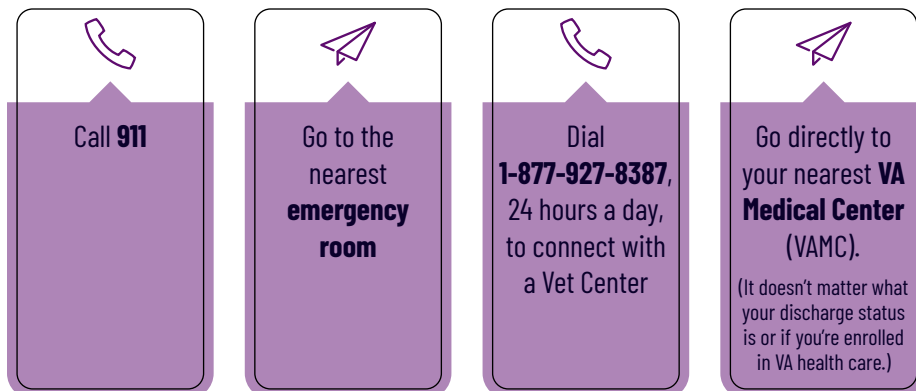 Call 911
Go to the
nearest
emergency
room
Dial
1-877-927-8387,
24 hours a day,
to connect with
a Vet Center
Go directly to
your nearest VA
Medical Center
(VAMC).
(It doesn't matter what
your discharge status
is or if you're enrolled
in VA health care.)